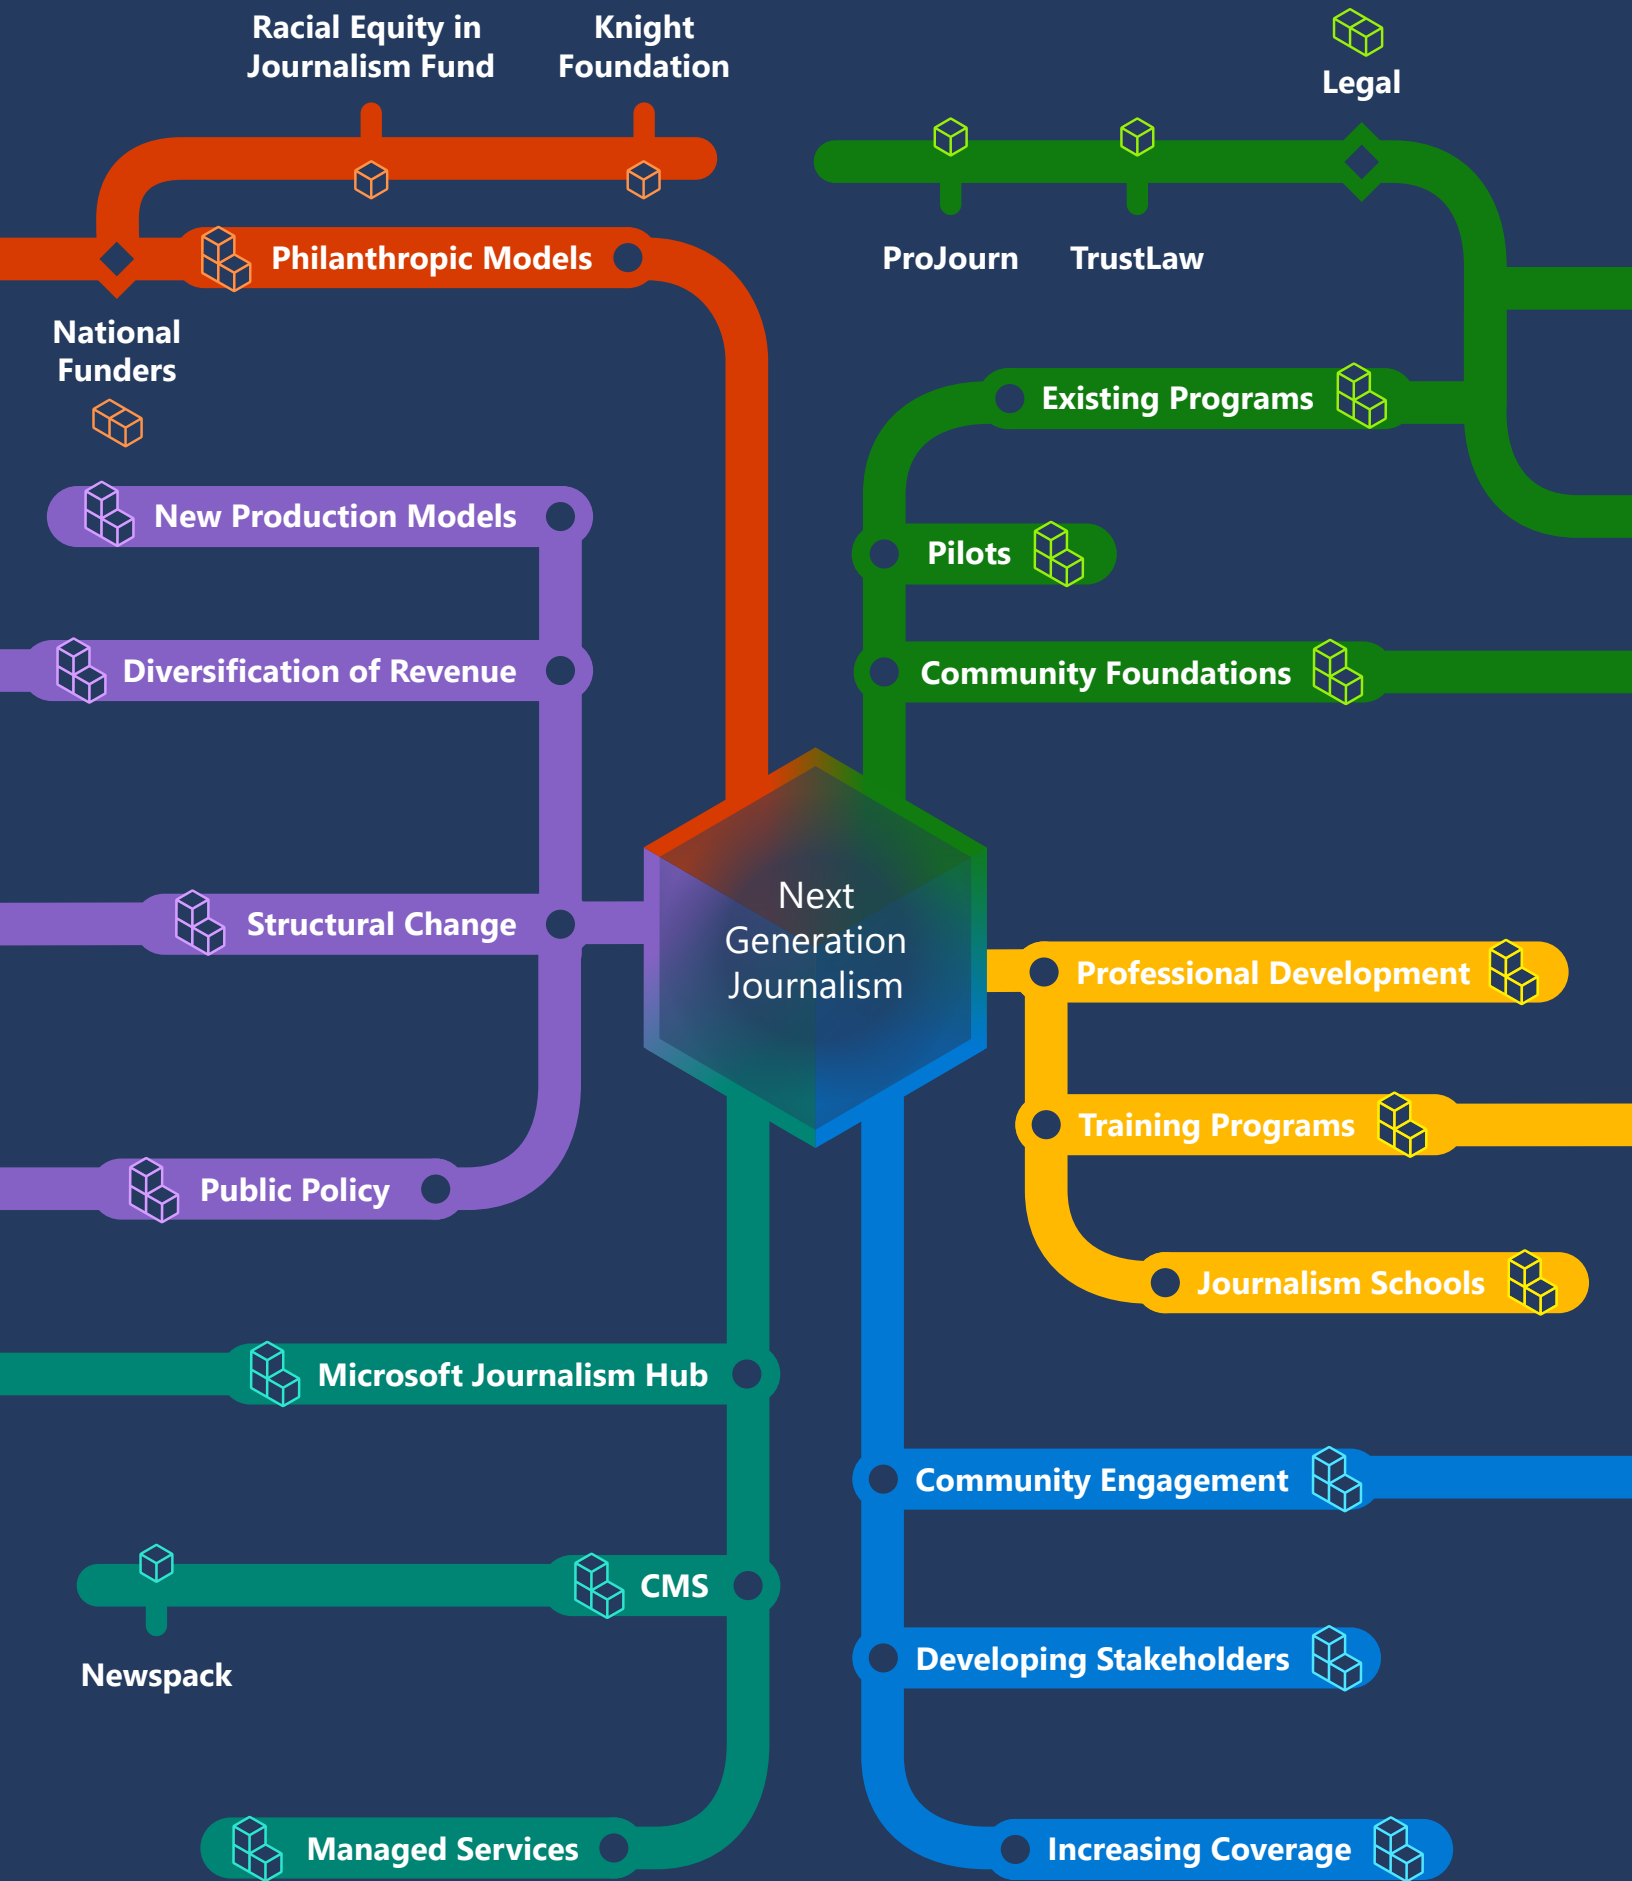 Racial Equity in
Journalism Fund
Knight
Foundation
Legal
Philanthropic Models
ProJourn
TrustLaw
National
Funders
Existing Programs
New Production Models
Pilots
Diversification of Revenue
Community Foundations
Structural Change
Next
Generation
Journalism
Professional Development
Training Programs
Public Policy
Journalism Schools
Microsoft Journalism Hub
Community Engagement
CMS
Newspack
Developing Stakeholders
Managed Services
Increasing Coverage